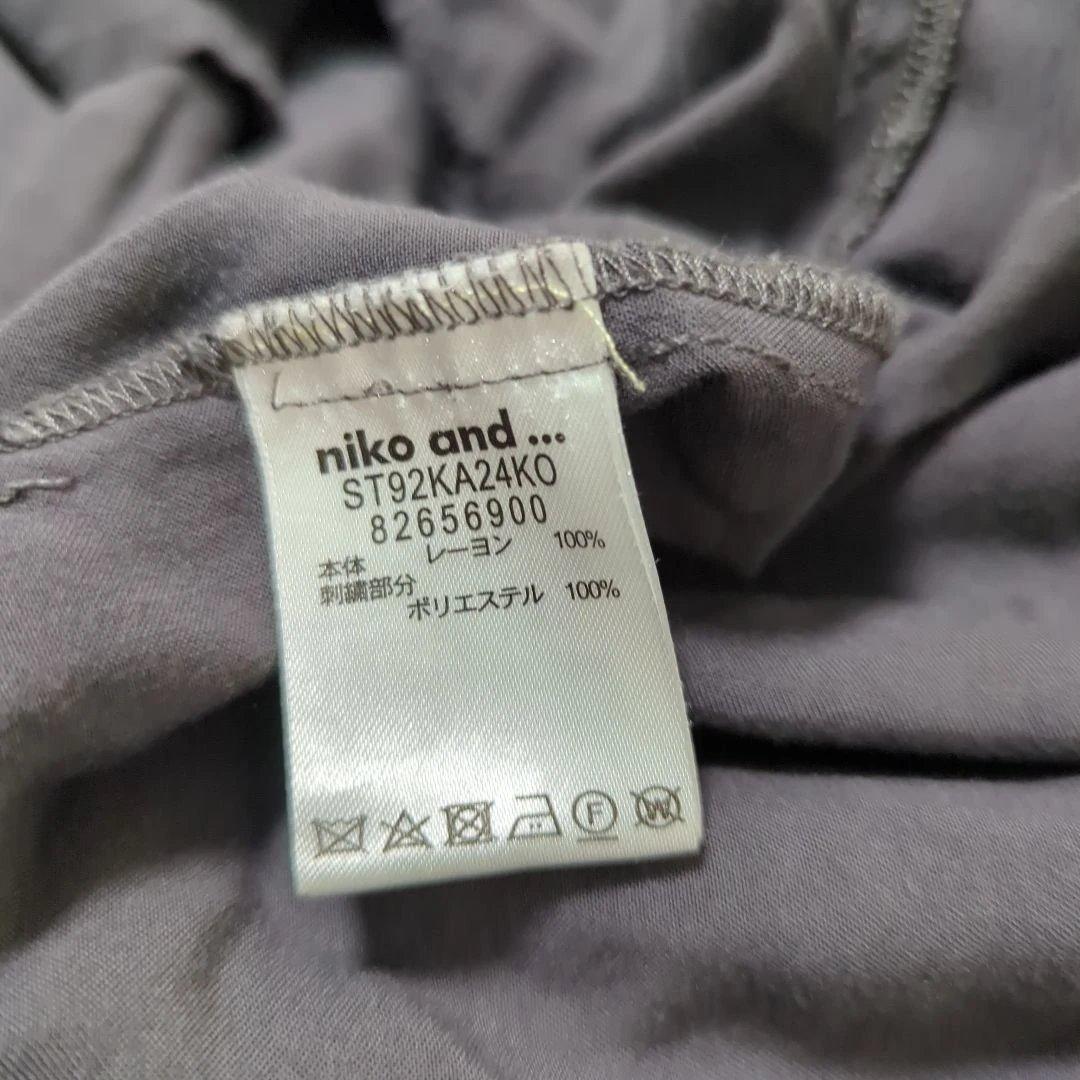 niko and ...
ST92KA24KO
82656900
本体 レーヨン 100%
刺繍部分 ポリエステル 100%
F W